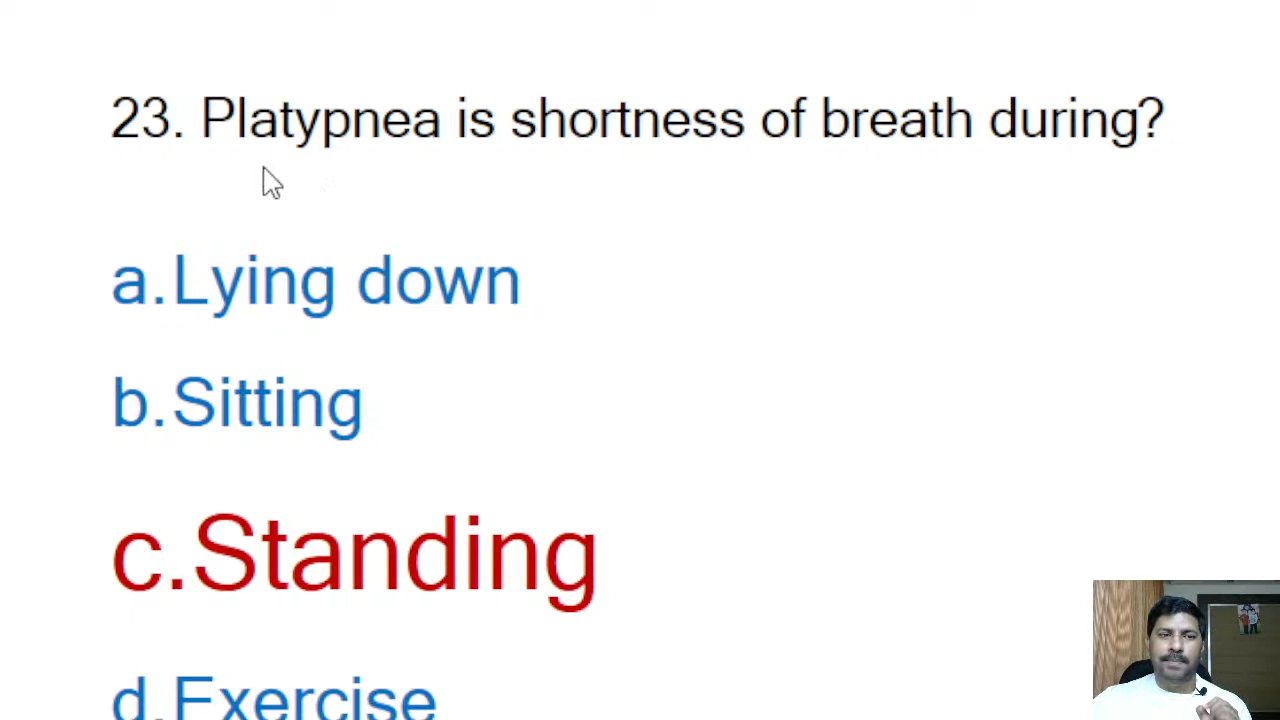 23. Platypnea is shortness of breath during?
a.Lying down
b.Sitting
c.Standing
d.Exercise